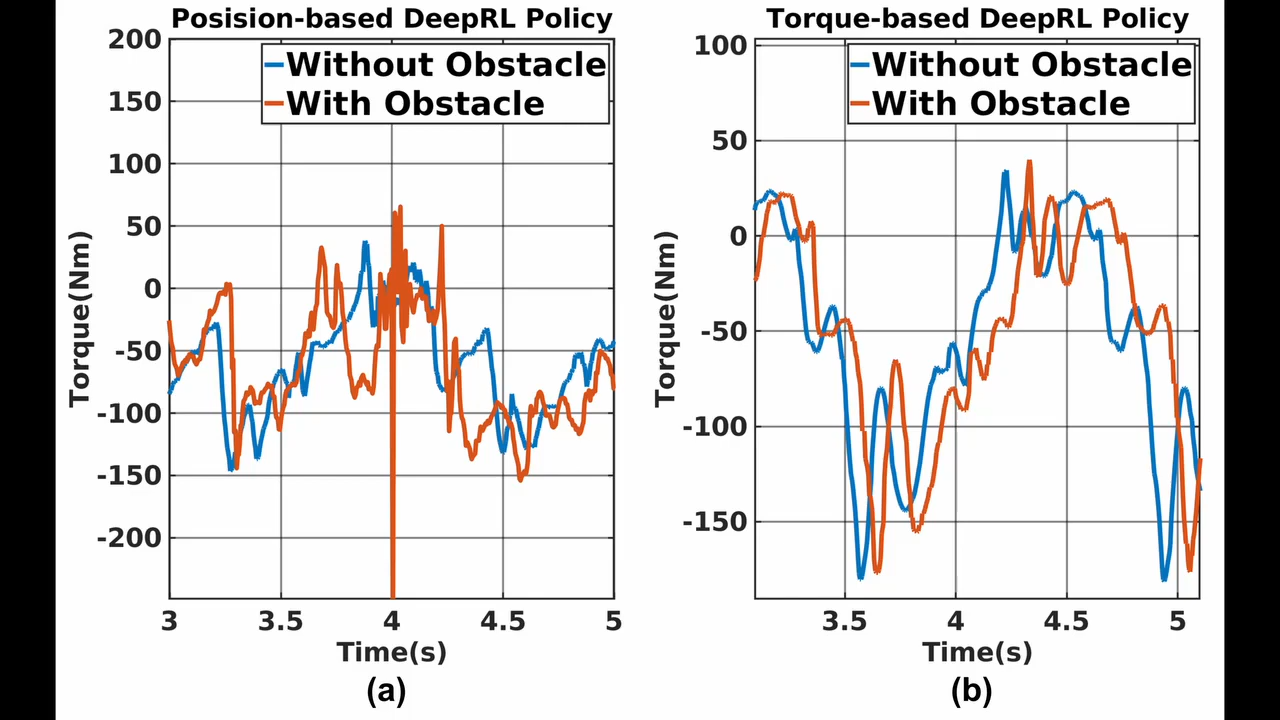 Posision-based DeepRL Policy
Without Obstacle
With Obstacle
Torque(Nm)
200
150
100
50
0
-50
-100
-150
-200
3 3.5 4 4.5 5
Time(s)
(a)
Torque-based DeepRL Policy
Without Obstacle
With Obstacle
Torque(Nm)
100
50
0
-50
-100
-150
3.5 4 4.5 5
Time(s)
(b)